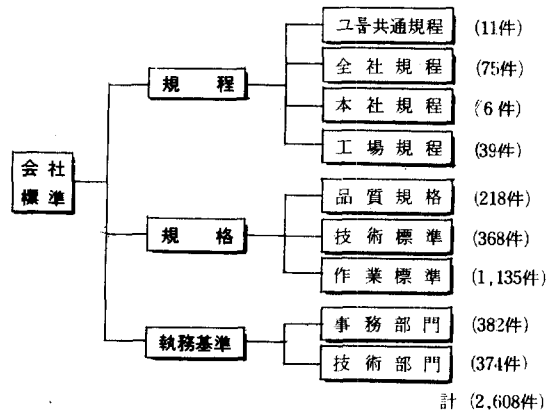 会社
標準
規程
그룹共通規程 (11件)
全社規程 (75件)
本社規程 (6件)
工場規程 (39件)
規格
品質規格 (218件)
技術標準 (368件)
作業標準 (1,135件)
執務基準
事務部門 (382件)
技術部門 (374件)
計 (2,608件)